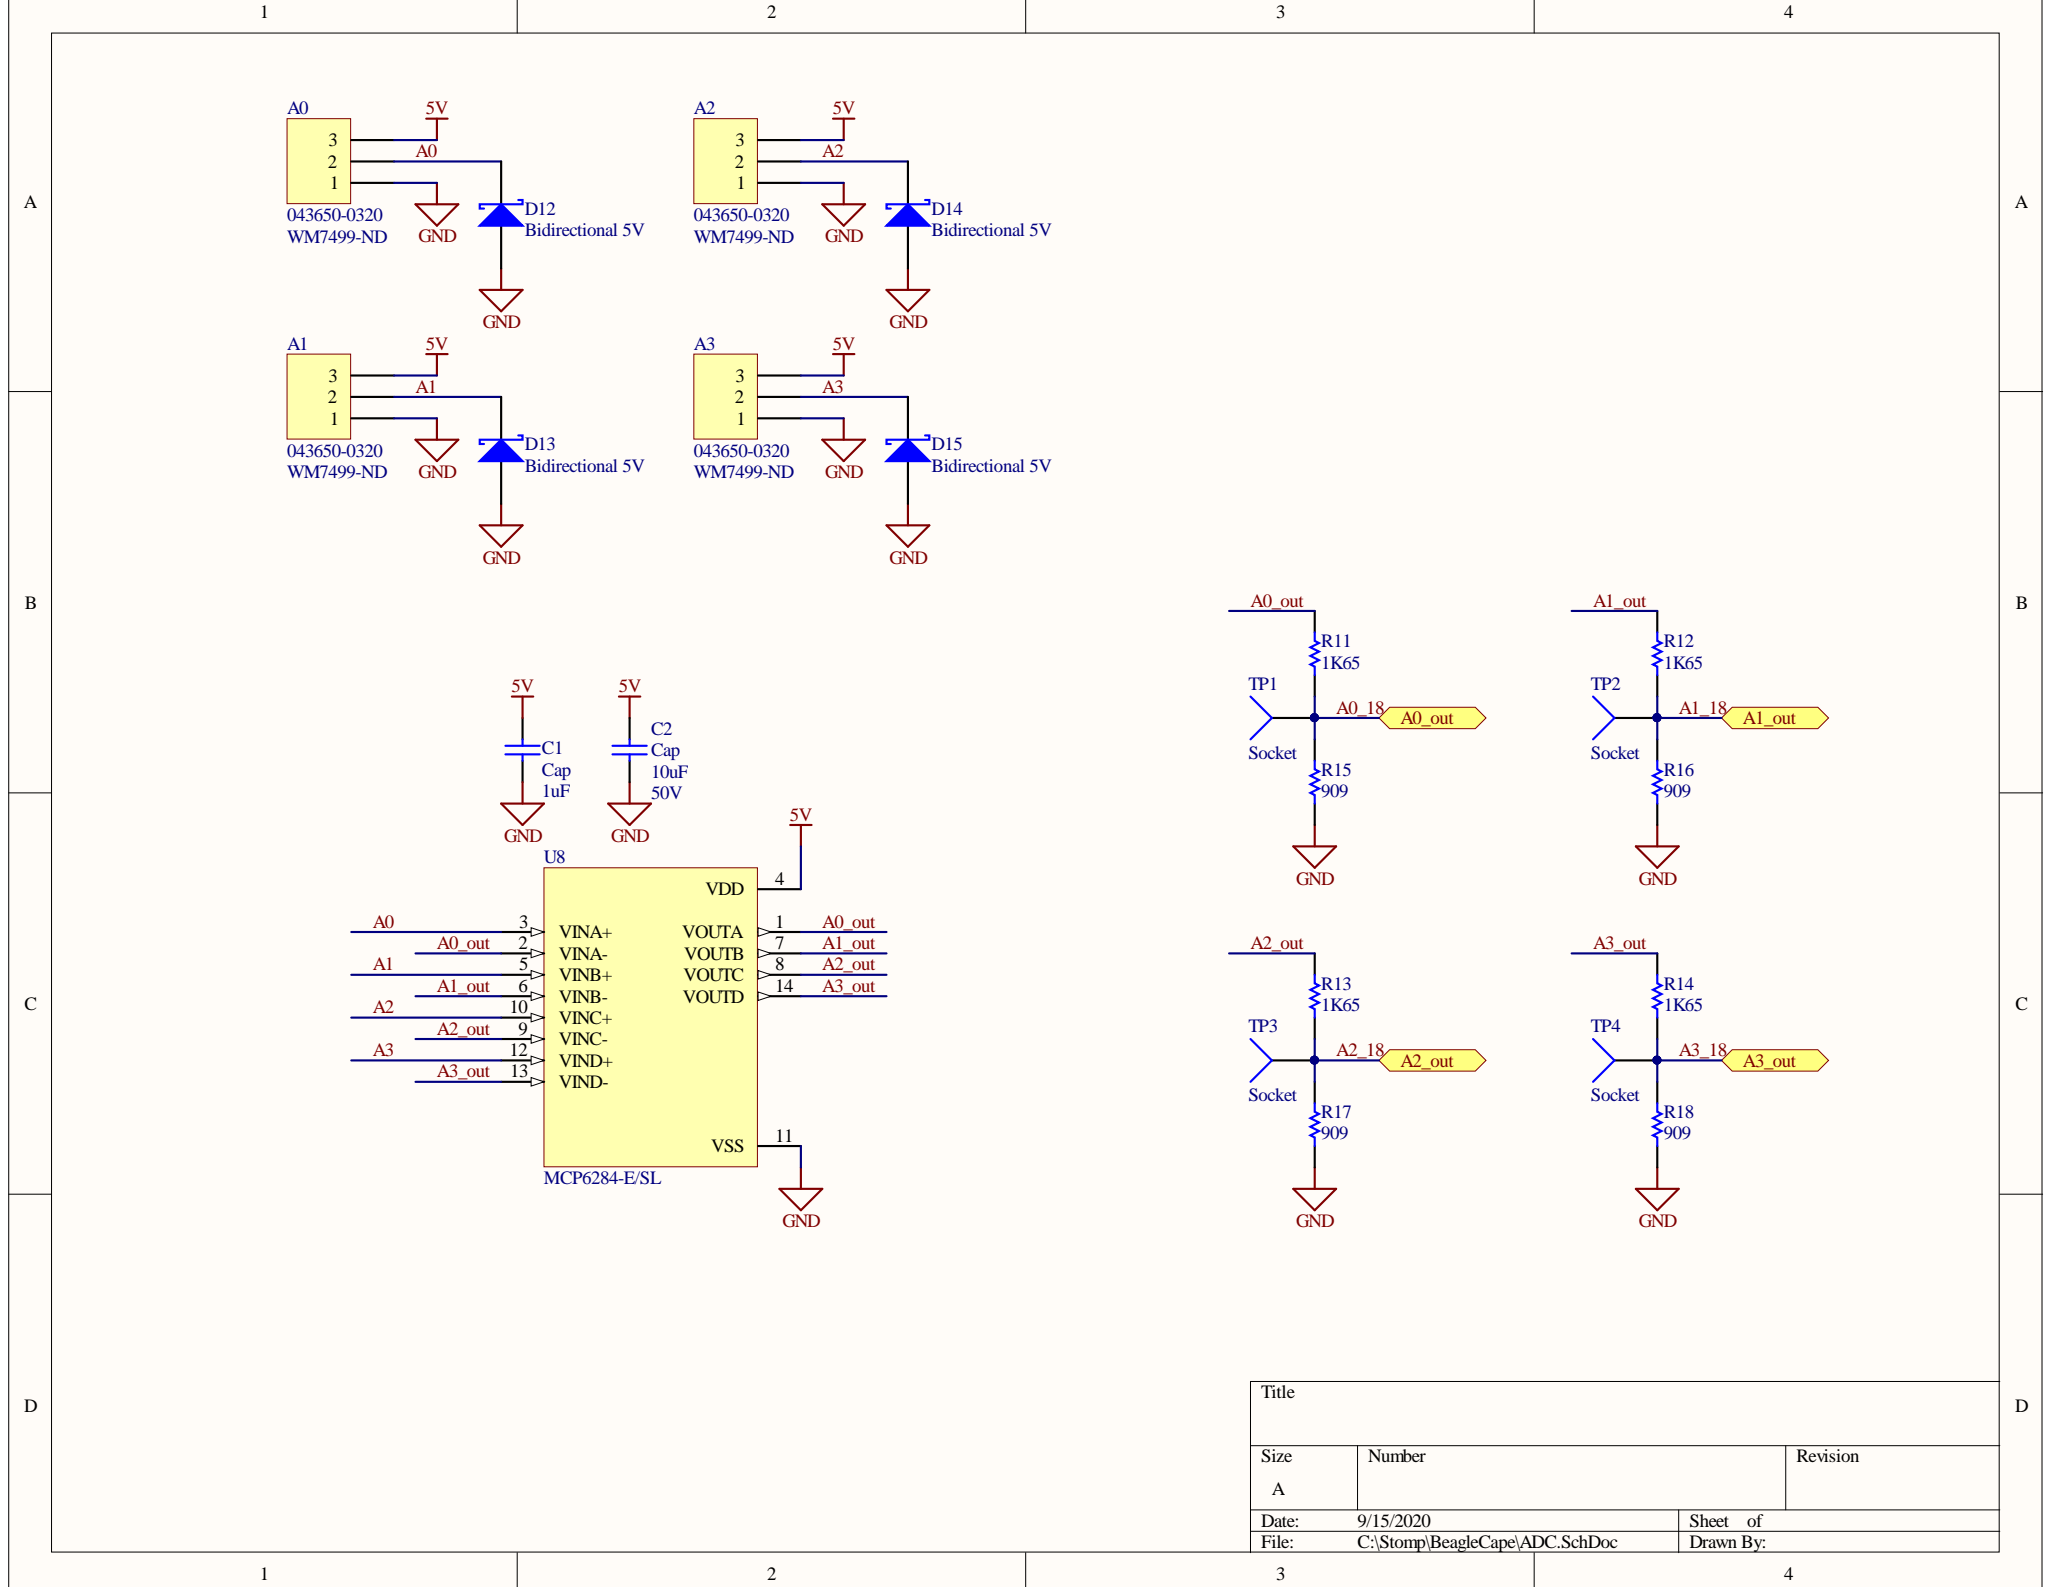 1
2
3
4
A
A
B
B
C
C
D
D
A0
5V
3
A0
2
1
043650-0320
WM7499-ND
GND
D12
Bidirectional 5V
GND
A2
5V
3
A2
2
1
043650-0320
WM7499-ND
GND
D14
Bidirectional 5V
GND
A1
5V
3
A1
2
1
043650-0320
WM7499-ND
GND
D13
Bidirectional 5V
GND
A3
5V
3
A3
2
1
043650-0320
WM7499-ND
GND
D15
Bidirectional 5V
GND
5V
C1
Cap
1uF
GND
5V
C2
Cap
10uF
50V
GND
5V
U8
VDD 4
A0 3 VINA+ VOUTA 1 A0_out
A0_out 2 VINA- VOUTB 7 A1_out
A1 5 VINB+ VOUTC 8 A2_out
A1_out 6 VINB- VOUTD 14 A3_out
A2 10 VINC+
A2_out 9 VINC-
A3 12 VIND+
A3_out 13 VIND-
VSS 11
MCP6284-E/SL
GND
A0_out
R11
1K65
TP1
A0_18
A0_out
Socket
R15
909
GND
A1_out
R12
1K65
TP2
A1_18
A1_out
Socket
R16
909
GND
A2_out
R13
1K65
TP3
A2_18
A2_out
Socket
R17
909
GND
A3_out
R14
1K65
TP4
A3_18
A3_out
Socket
R18
909
GND
Title
Size Number Revision
A
Date: 9/15/2020 Sheet of
File: C:\Stomp\BeagleCape\ADC.SchDoc Drawn By:
1
2
3
4